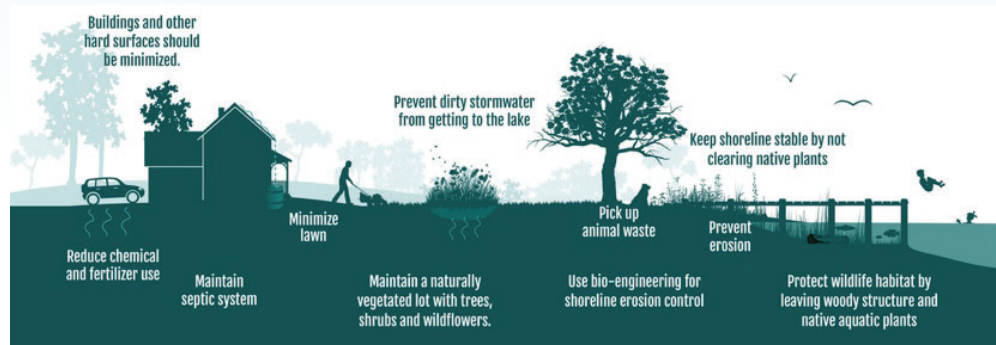 Buildings and other
hard surfaces should
be minimized.
Prevent dirty stormwater
from getting to the lake
Keep shoreline stable by not
clearing native plants
Minimize
lawn
Pick up
animal waste
Prevent
erosion
Reduce chemical
and fertilizer use
Maintain
septic system
Maintain a naturally
vegetated lot with trees,
shrubs and wildflowers.
Use bio-engineering for
shoreline erosion control
Protect wildlife habitat by
leaving woody structure and
native aquatic plants